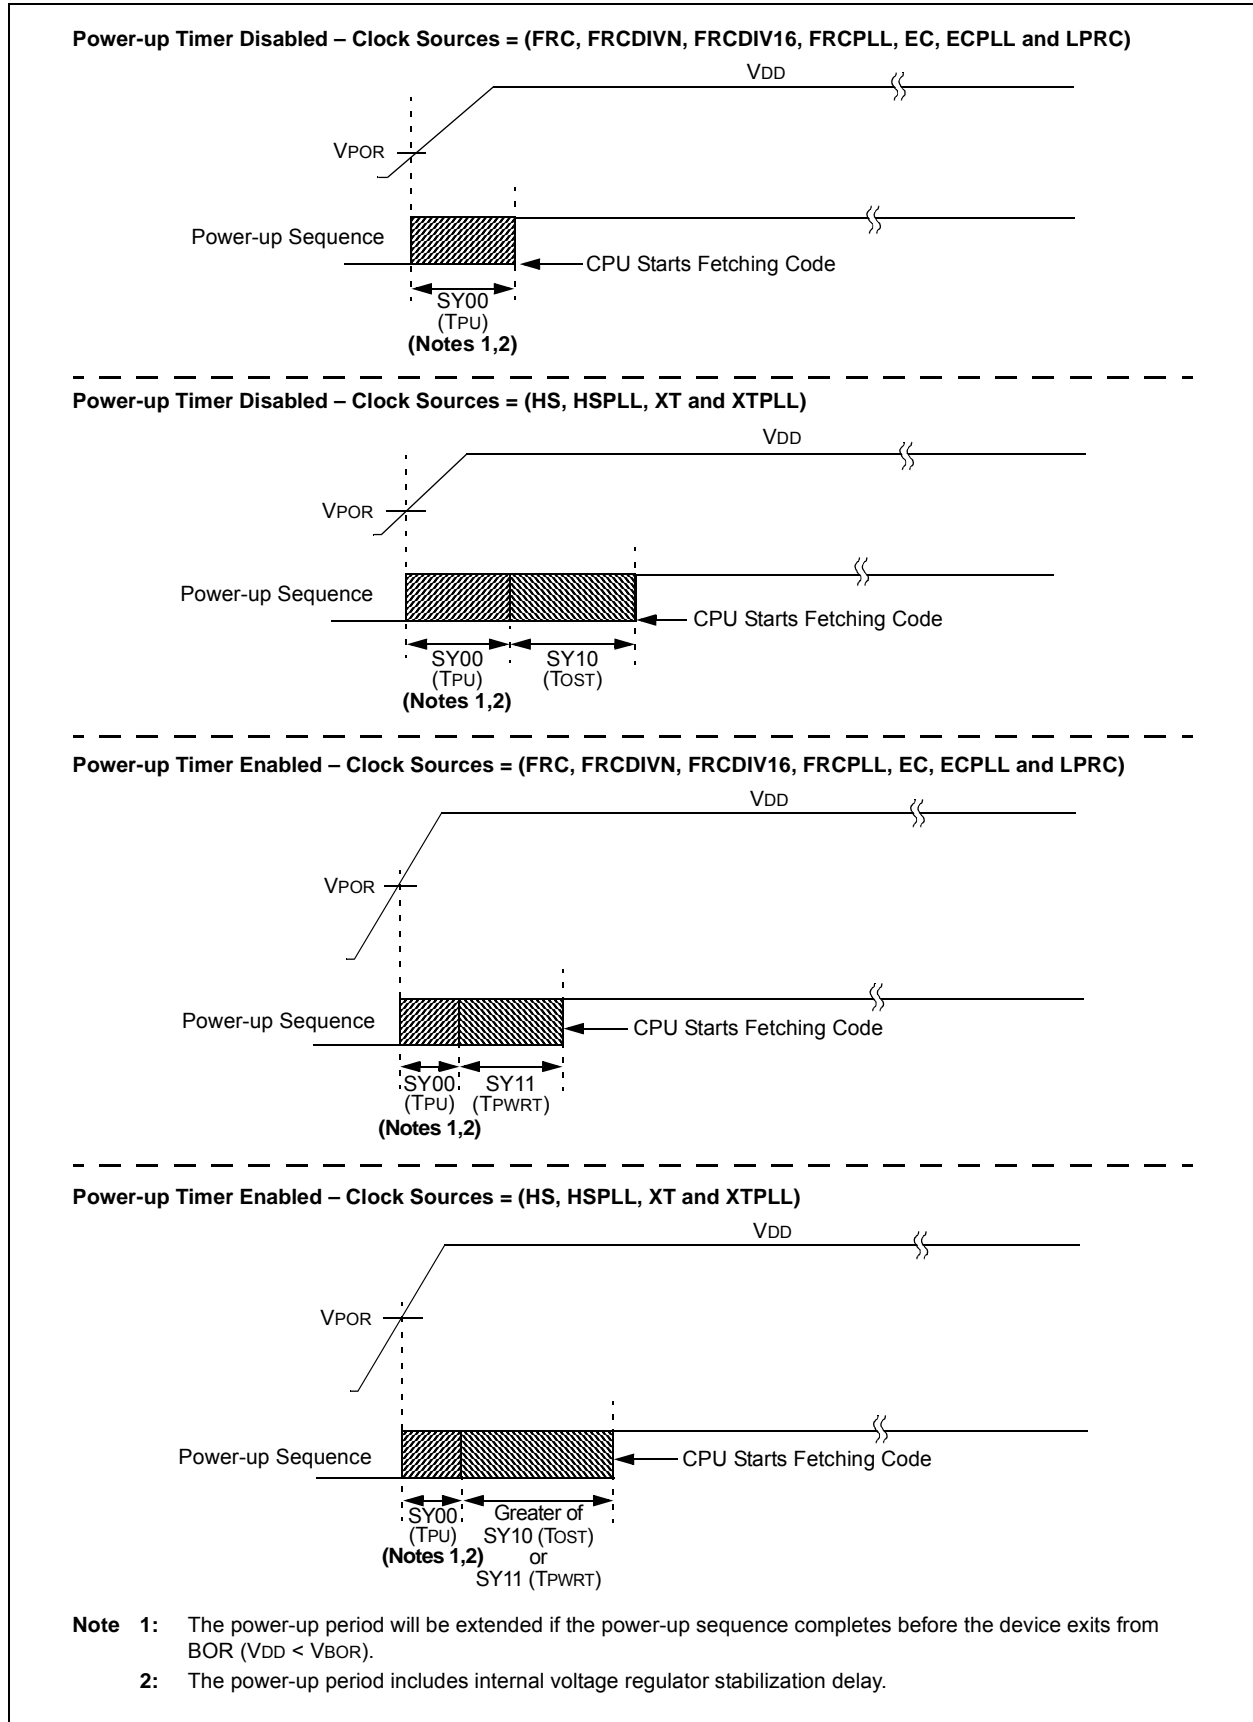 Power-up Timer Disabled – Clock Sources = (FRC, FRCDIVN, FRCDIV16, FRCPLL, EC, ECPLL and LPRC)
VDD
VPOR
Power-up Sequence
CPU Starts Fetching Code
SY00
(TPU)
(Notes 1,2)
Power-up Timer Disabled – Clock Sources = (HS, HSPLL, XT and XTPLL)
VDD
VPOR
Power-up Sequence
CPU Starts Fetching Code
SY00 SY10
(TPU) (TOST)
(Notes 1,2)
Power-up Timer Enabled – Clock Sources = (FRC, FRCDIVN, FRCDIV16, FRCPLL, EC, ECPLL and LPRC)
VDD
VPOR
Power-up Sequence
CPU Starts Fetching Code
SY00 SY11
(TPU) (TPWRT)
(Notes 1,2)
Power-up Timer Enabled – Clock Sources = (HS, HSPLL, XT and XTPLL)
VDD
VPOR
Power-up Sequence
CPU Starts Fetching Code
SY00
(TPU)
(Notes 1,2)
Greater of
SY10 (TOST)
or
SY11 (TPWRT)
Note 1: The power-up period will be extended if the power-up sequence completes before the device exits from
BOR (VDD < VBOR).
2: The power-up period includes internal voltage regulator stabilization delay.